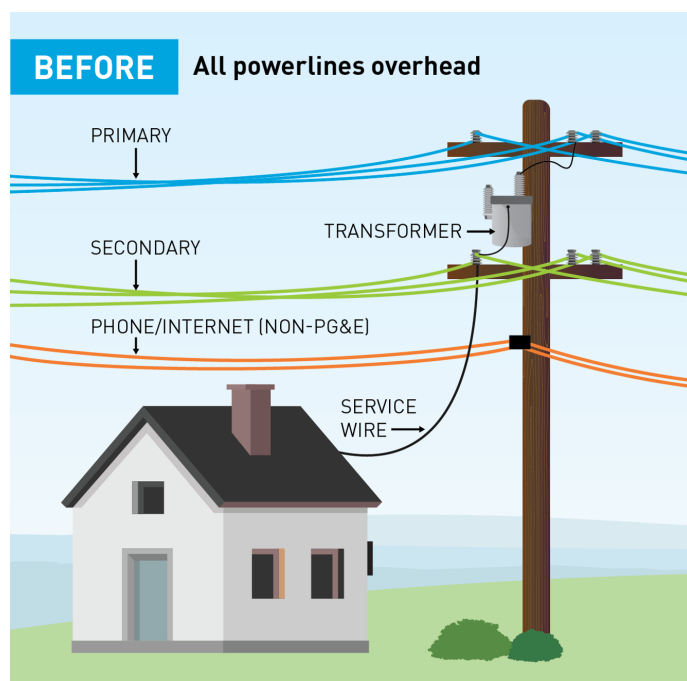 BEFORE
All powerlines overhead
PRIMARY
TRANSFORMER
SECONDARY
PHONE/INTERNET (NON-PG&E)
SERVICE
WIRE